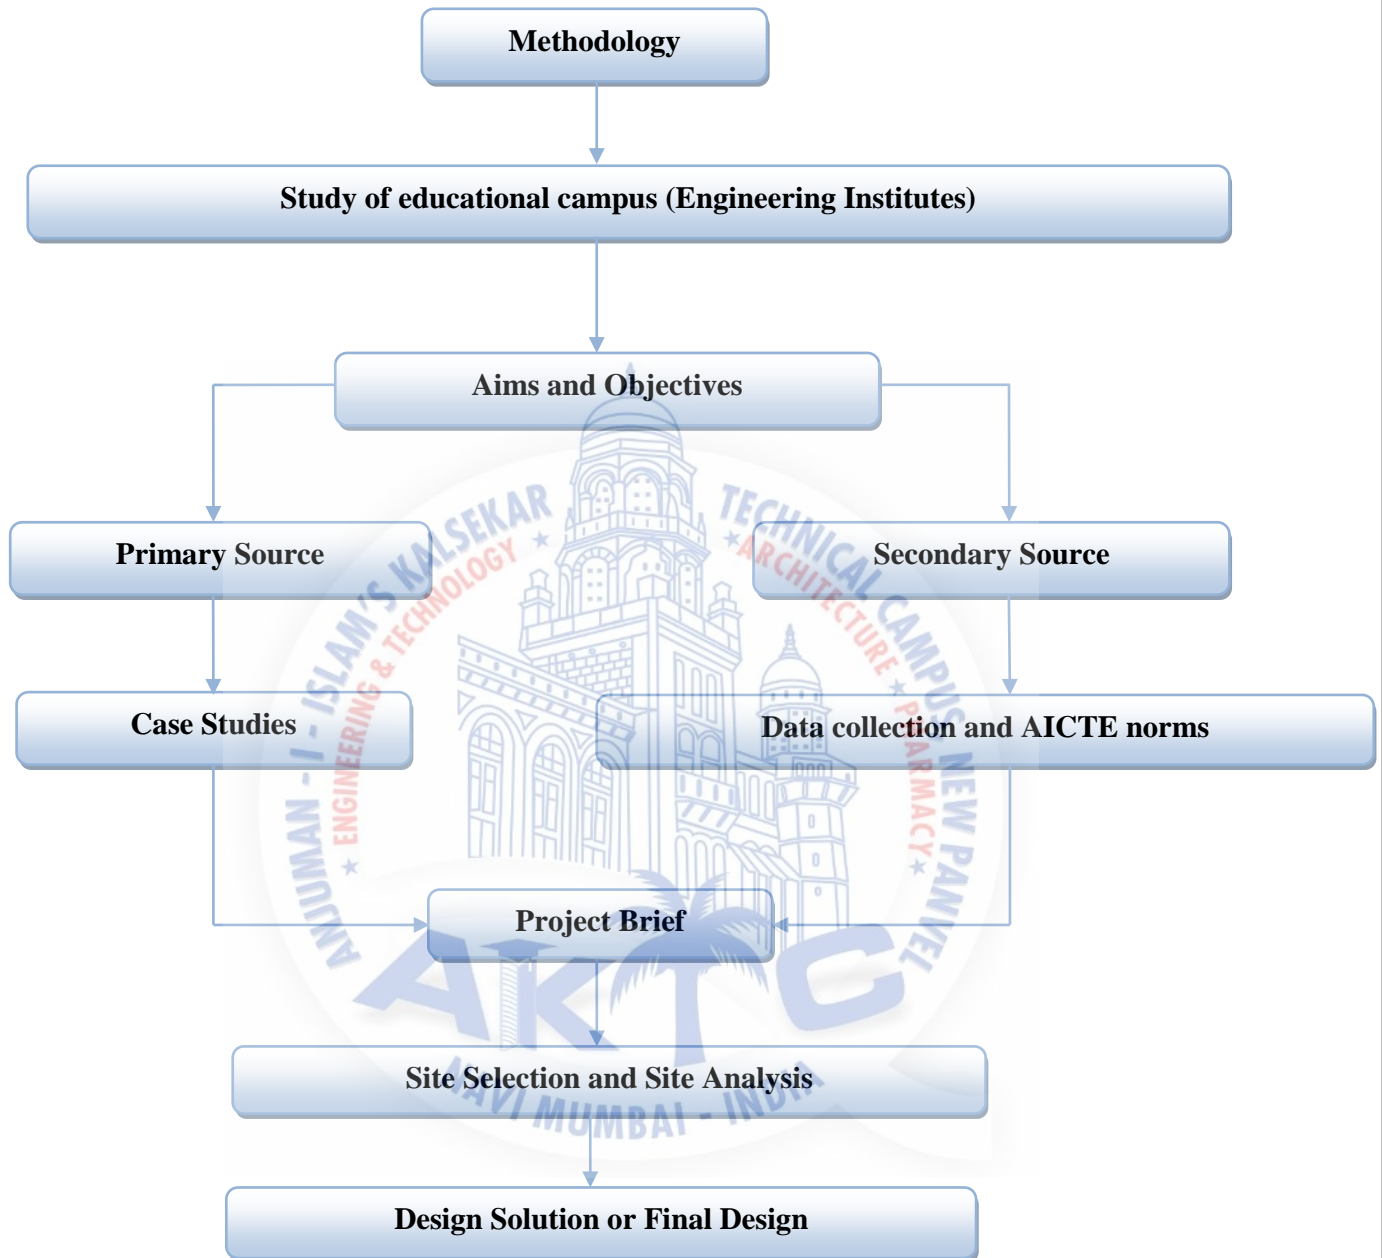 Methodology
Study of educational campus (Engineering Institutes)
Aims and Objectives
Primary Source
Secondary Source
Case Studies
Data collection and AICTE norms
Project Brief
Site Selection and Site Analysis
Design Solution or Final Design
ANJUMAN - I - ISLAM'S KALSEKAR TECHNICAL CAMPUS, NEW PANVEL
★ ENGINEERING & TECHNOLOGY ★ ★ ARCHITECTURE ★ PHARMACY ★
AIKTC
NAVI MUMBAI - INDIA